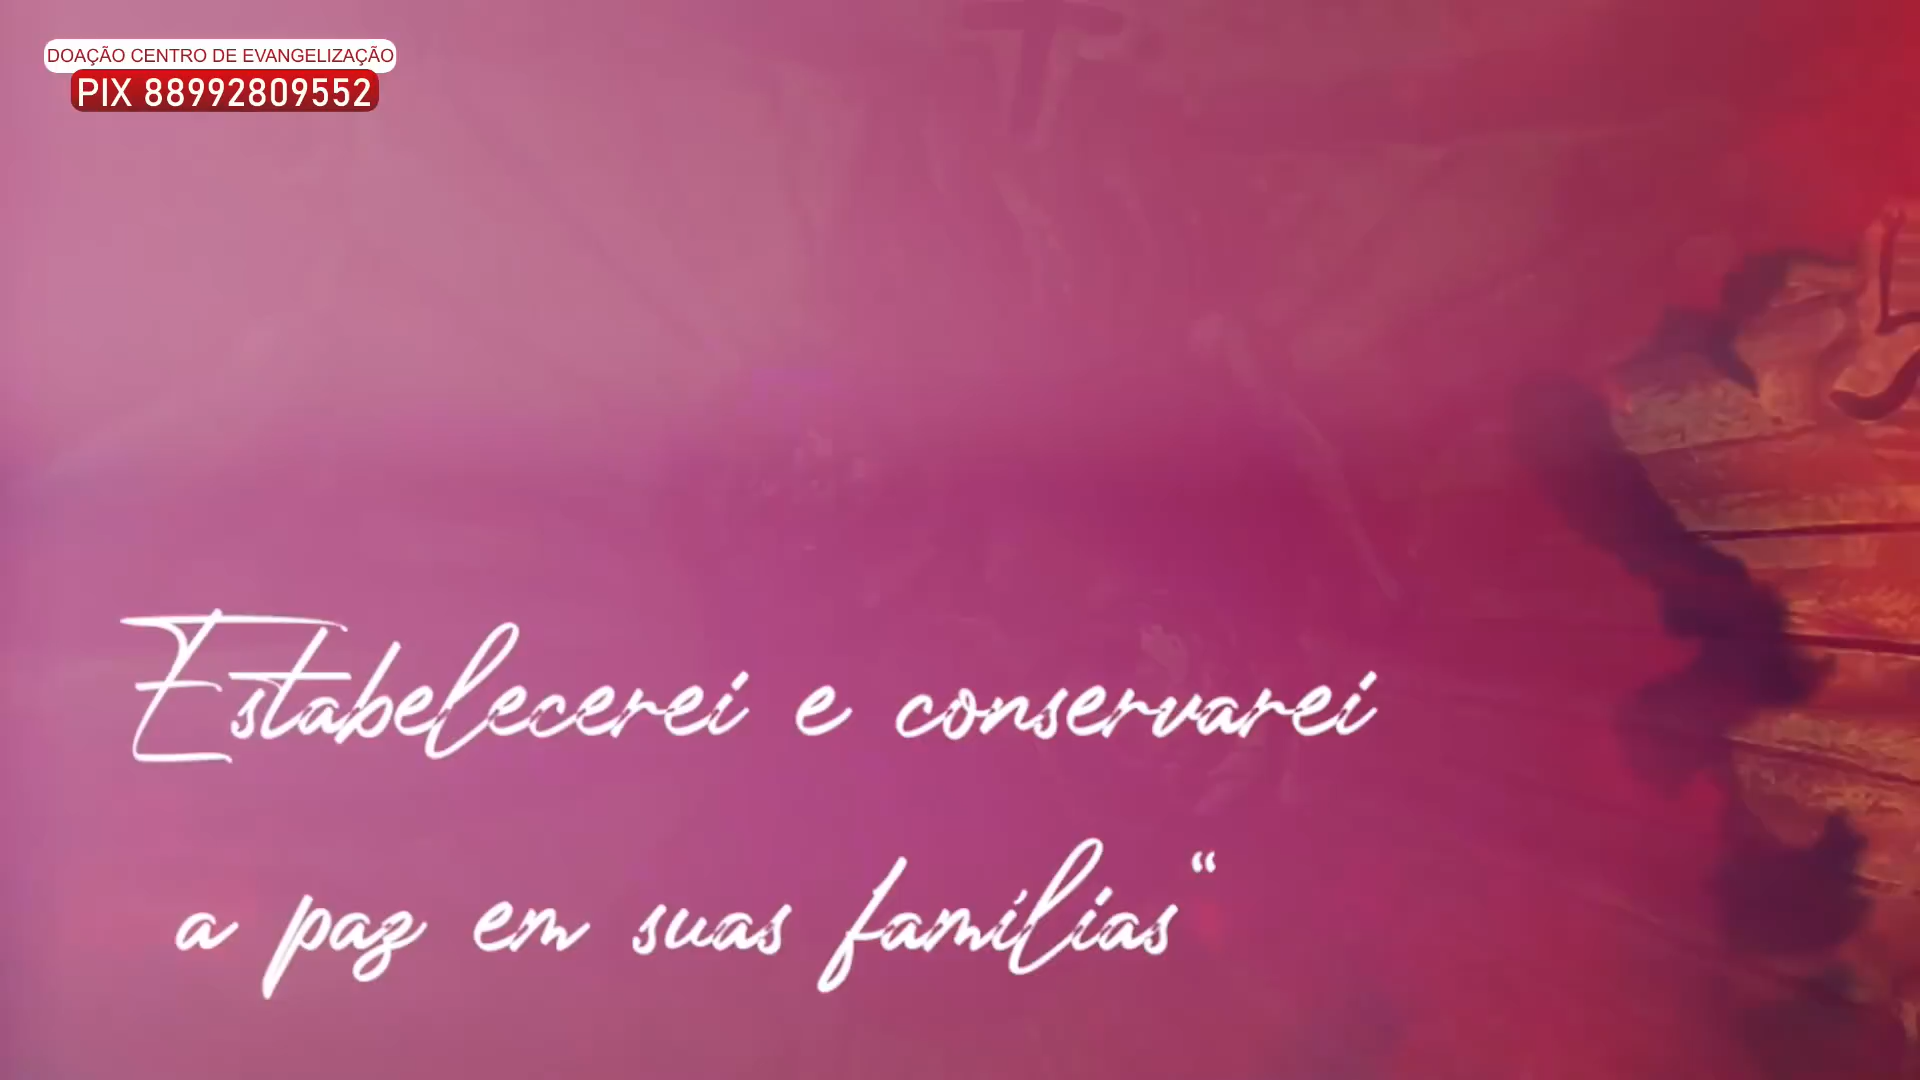 DOAÇÃO CENTRO DE EVANGELIZAÇÃO
PIX 88992809552
Estabelecerei e conservarei
a paz em suas famílias“